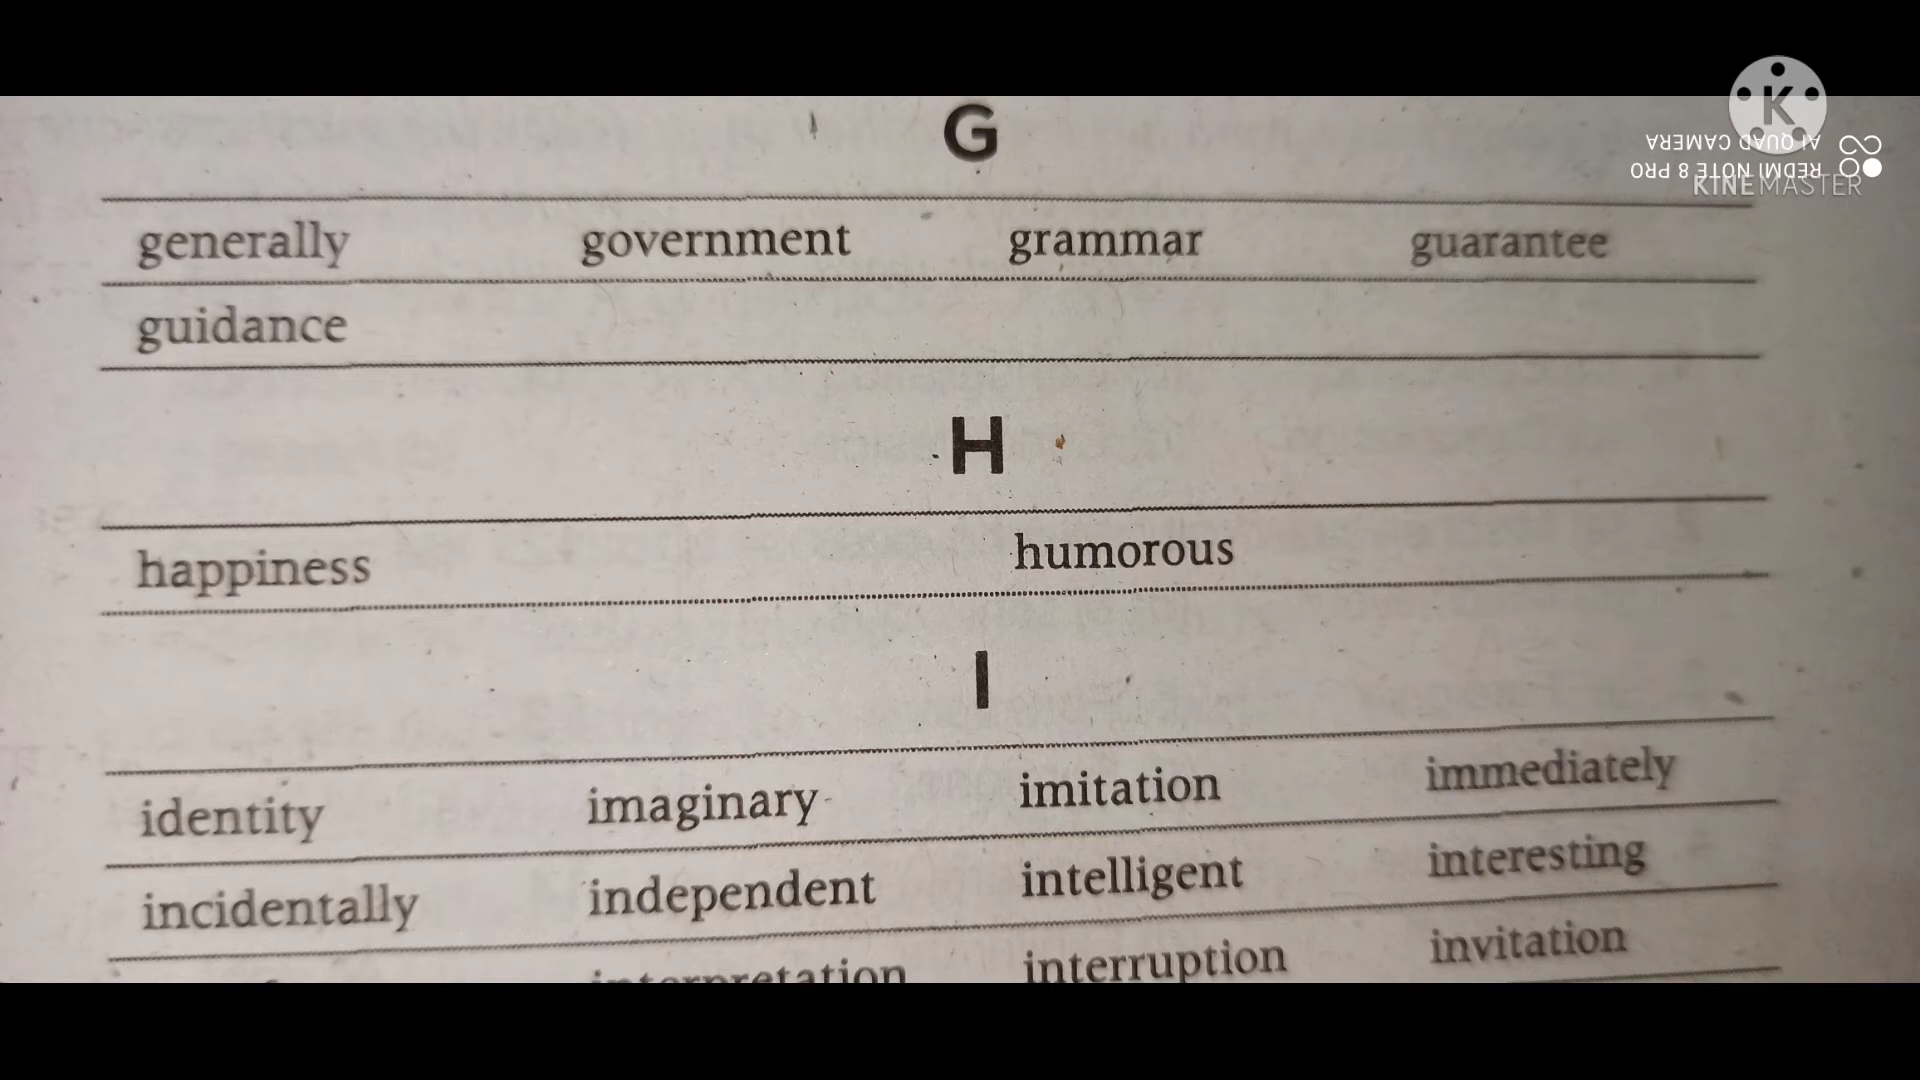 G
generally government grammar guarantee
guidance
H
happiness humorous
I
identity imaginary imitation immediately
incidentally independent intelligent interesting
interpretation interruption invitation
K
REDMI NOTE 8 PRO
AI QUAD CAMERA
KINEMASTER